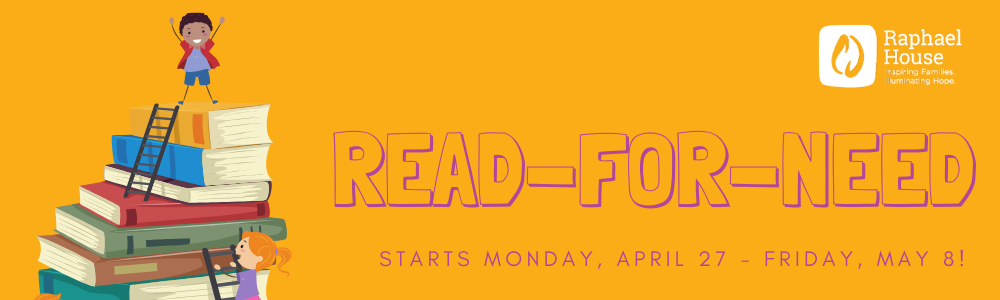 Raphael
House
Inspiring Families.
Illuminating Hope.
READ-FOR-NEED
STARTS MONDAY, APRIL 27 - FRIDAY, MAY 8!